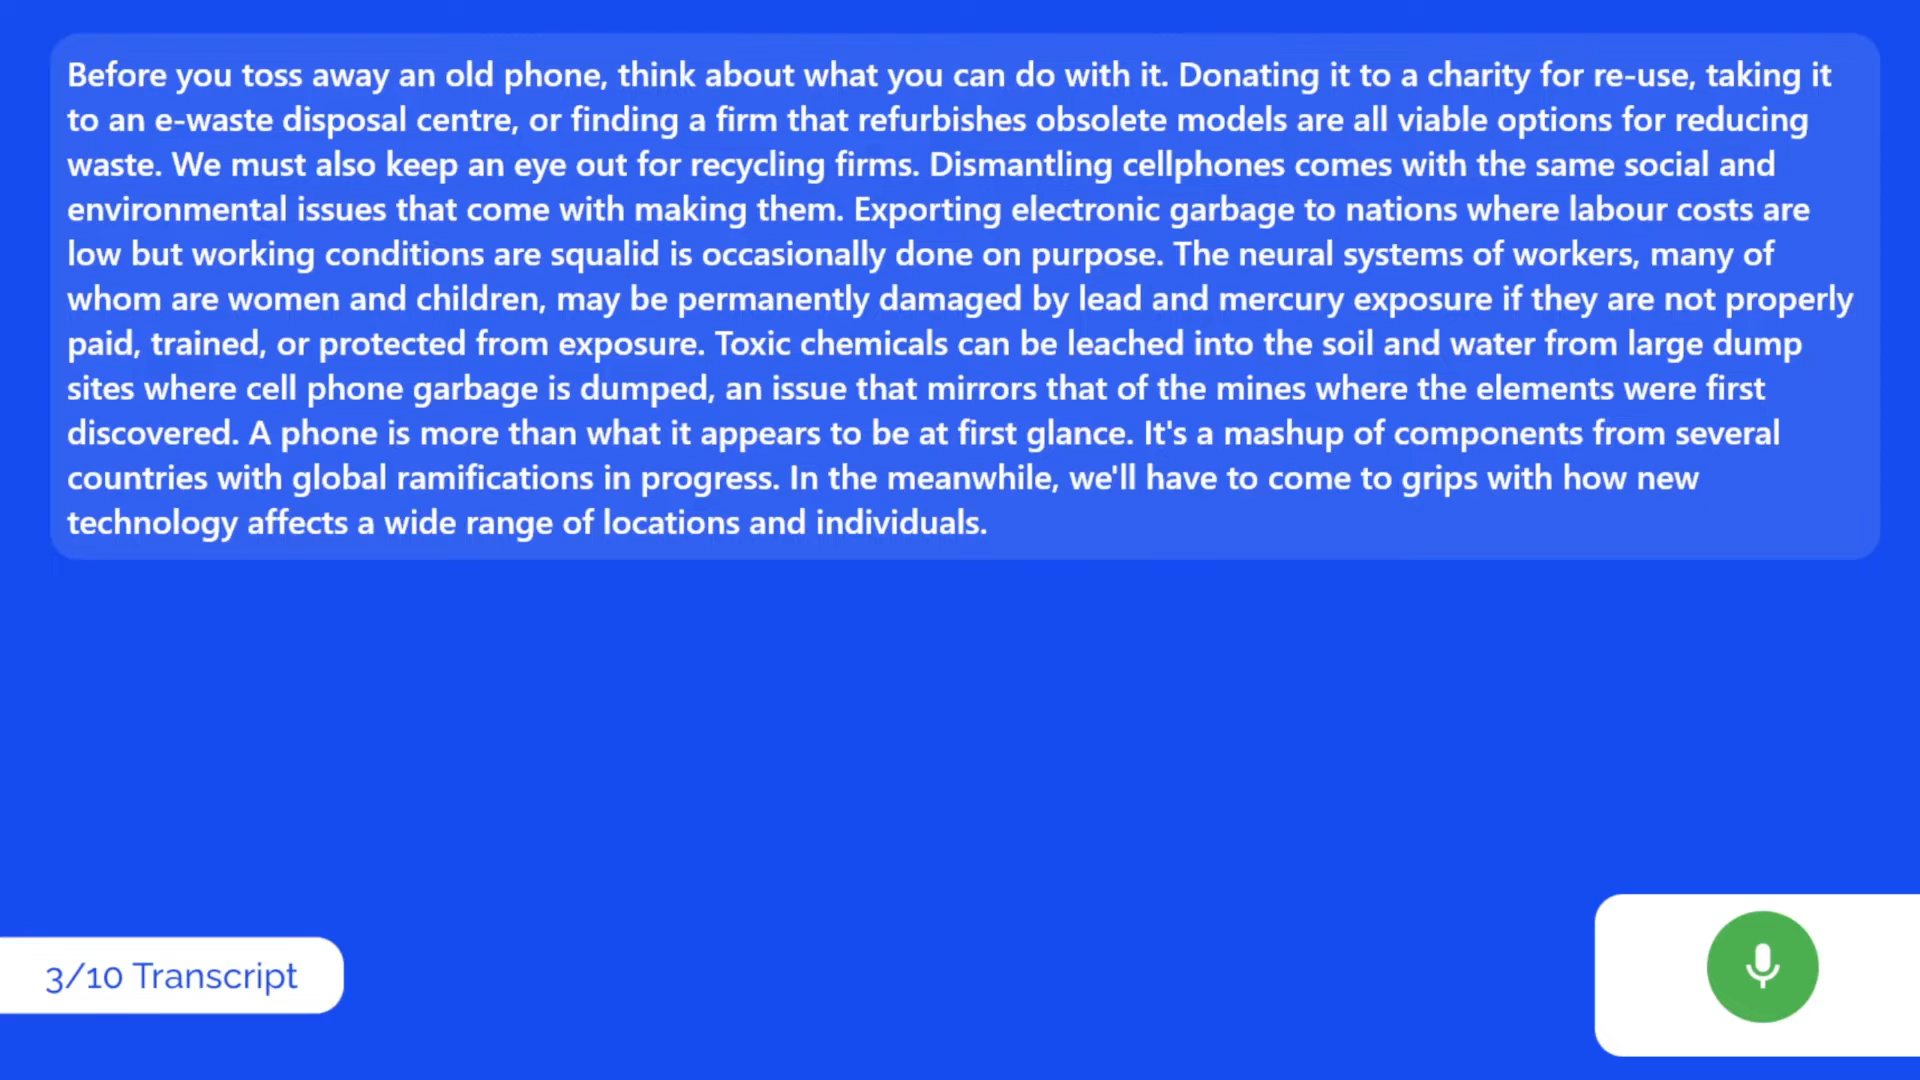 Before you toss away an old phone, think about what you can do with it. Donating it to a charity for re-use, taking it
to an e-waste disposal centre, or finding a firm that refurbishes obsolete models are all viable options for reducing
waste. We must also keep an eye out for recycling firms. Dismantling cellphones comes with the same social and
environmental issues that come with making them. Exporting electronic garbage to nations where labour costs are
low but working conditions are squalid is occasionally done on purpose. The neural systems of workers, many of
whom are women and children, may be permanently damaged by lead and mercury exposure if they are not properly
paid, trained, or protected from exposure. Toxic chemicals can be leached into the soil and water from large dump
sites where cell phone garbage is dumped, an issue that mirrors that of the mines where the elements were first
discovered. A phone is more than what it appears to be at first glance. It's a mashup of components from several
countries with global ramifications in progress. In the meanwhile, we'll have to come to grips with how new
technology affects a wide range of locations and individuals.
3/10 Transcript